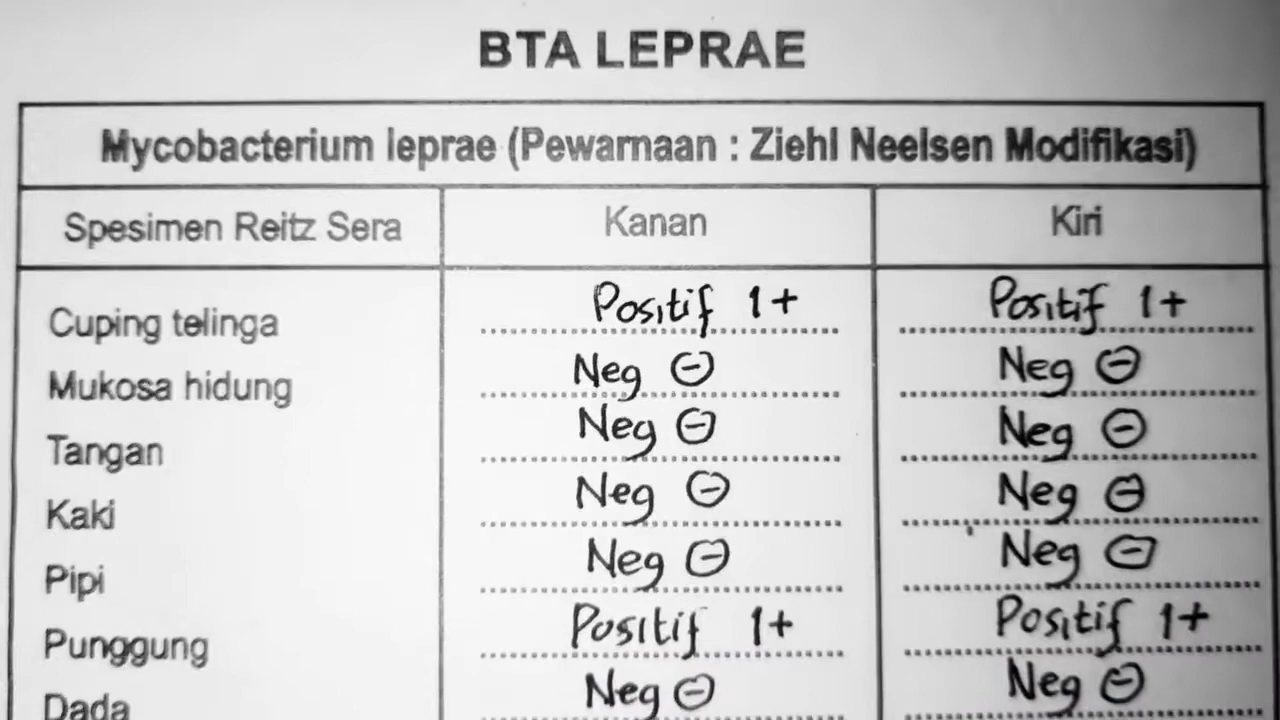 BTA LEPRAE
Mycobacterium leprae (Pewarnaan : Ziehl Neelsen Modifikasi)
Spesimen Reitz Sera Kanan Kiri
Cuping telinga Positif 1+ Positif 1+
Mukosa hidung Neg ⊖ Neg ⊖
Tangan Neg ⊖ Neg ⊖
Kaki Neg ⊖ Neg ⊖
Pipi Neg ⊖ Neg ⊖
Punggung Positif 1+ Positif 1+
Dada Neg ⊖ Neg ⊖